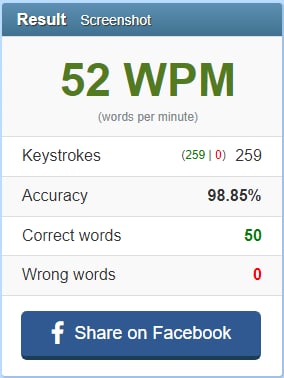 Result Screenshot
52 WPM
(words per minute)
Keystrokes (259 | 0) 259
Accuracy 98.85%
Correct words 50
Wrong words 0
f Share on Facebook